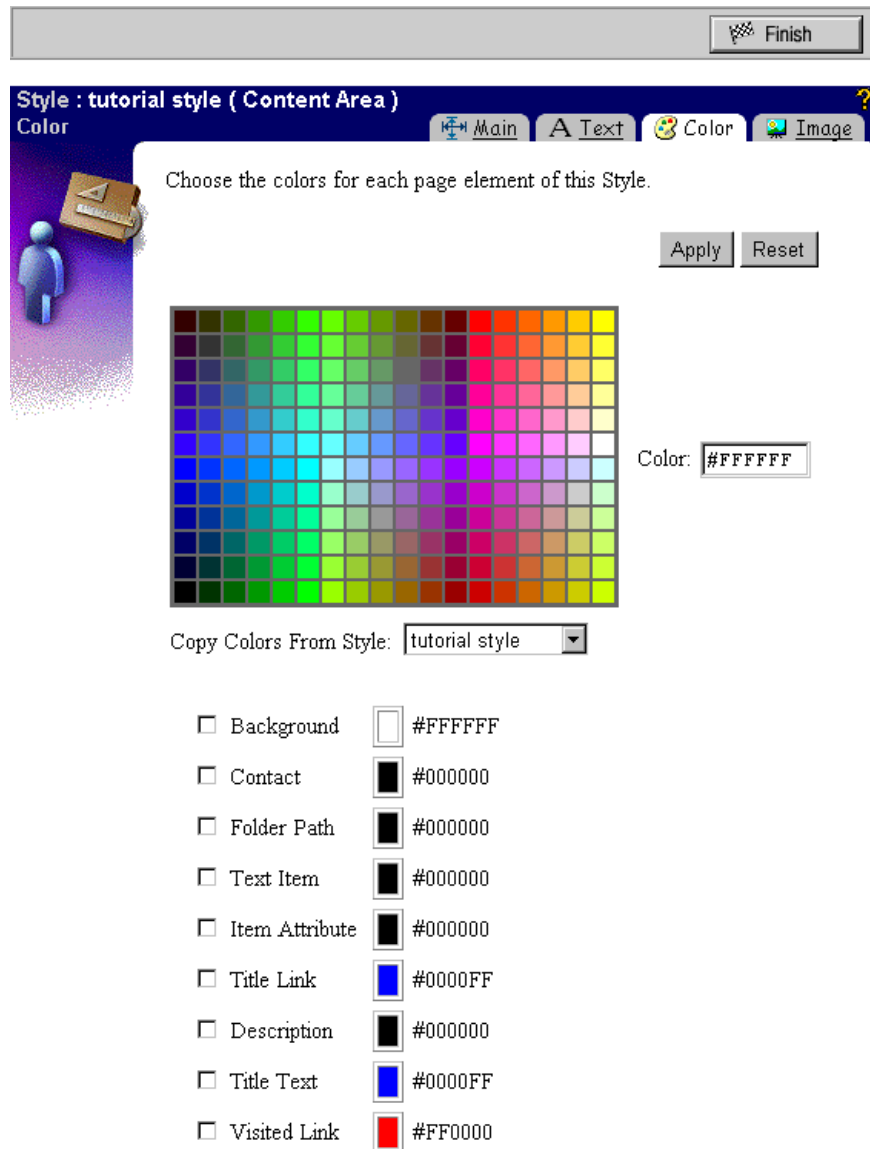 Finish
Style : tutorial style ( Content Area ) ?
Color Main A Text Color Image
Choose the colors for each page element of this Style.
Apply Reset
Color: #FFFFFF
Copy Colors From Style: tutorial style
Background #FFFFFF
Contact #000000
Folder Path #000000
Text Item #000000
Item Attribute #000000
Title Link #0000FF
Description #000000
Title Text #0000FF
Visited Link #FF0000